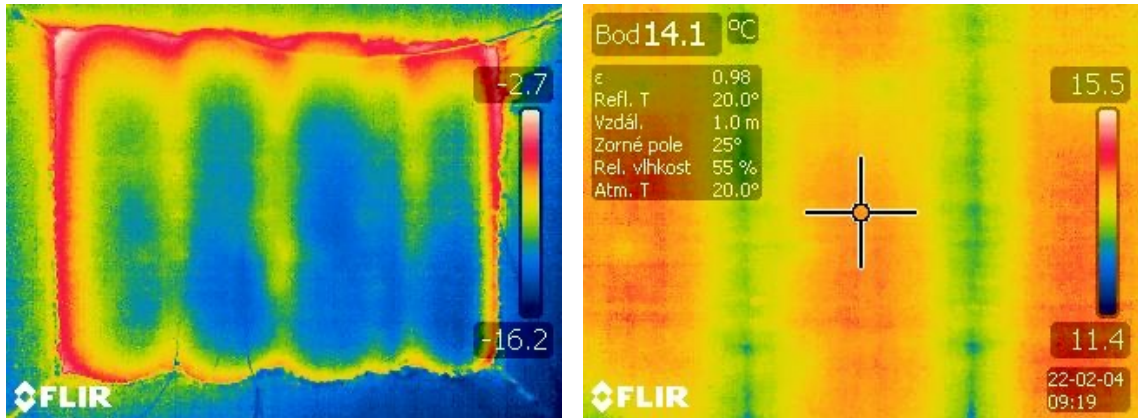 -2.7
-16.2
FLIR
Bod 14.1 °C
ε 0.98
Refl. T 20.0°
Vzdál. 1.0 m
Zorné pole 25°
Rel. vlhkost 55 %
Atm. T 20.0°
15.5
11.4
FLIR
22-02-04
09:19